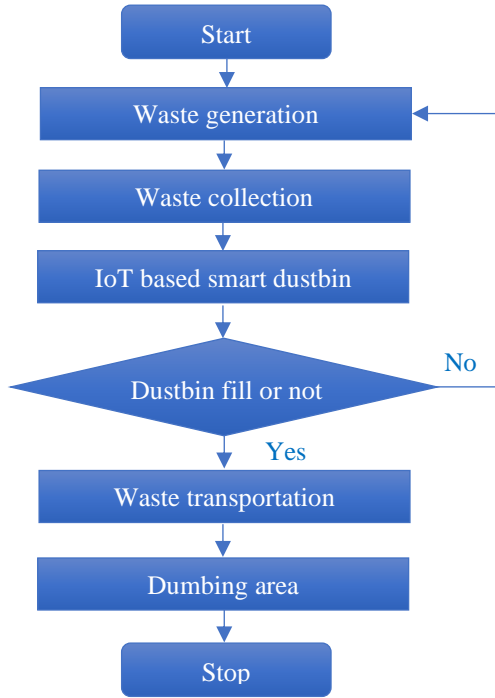 Start
Waste generation
Waste collection
IoT based smart dustbin
Dustbin fill or not
No
Yes
Waste transportation
Dumbing area
Stop